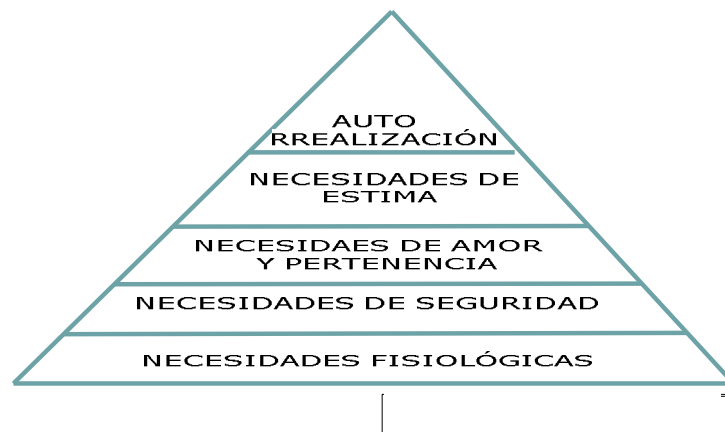 AUTO
RREALIZACIÓN
NECESIDADES DE
ESTIMA
NECESIDAES DE AMOR
Y PERTENENCIA
NECESIDADES DE SEGURIDAD
NECESIDADES FISIOLÓGICAS